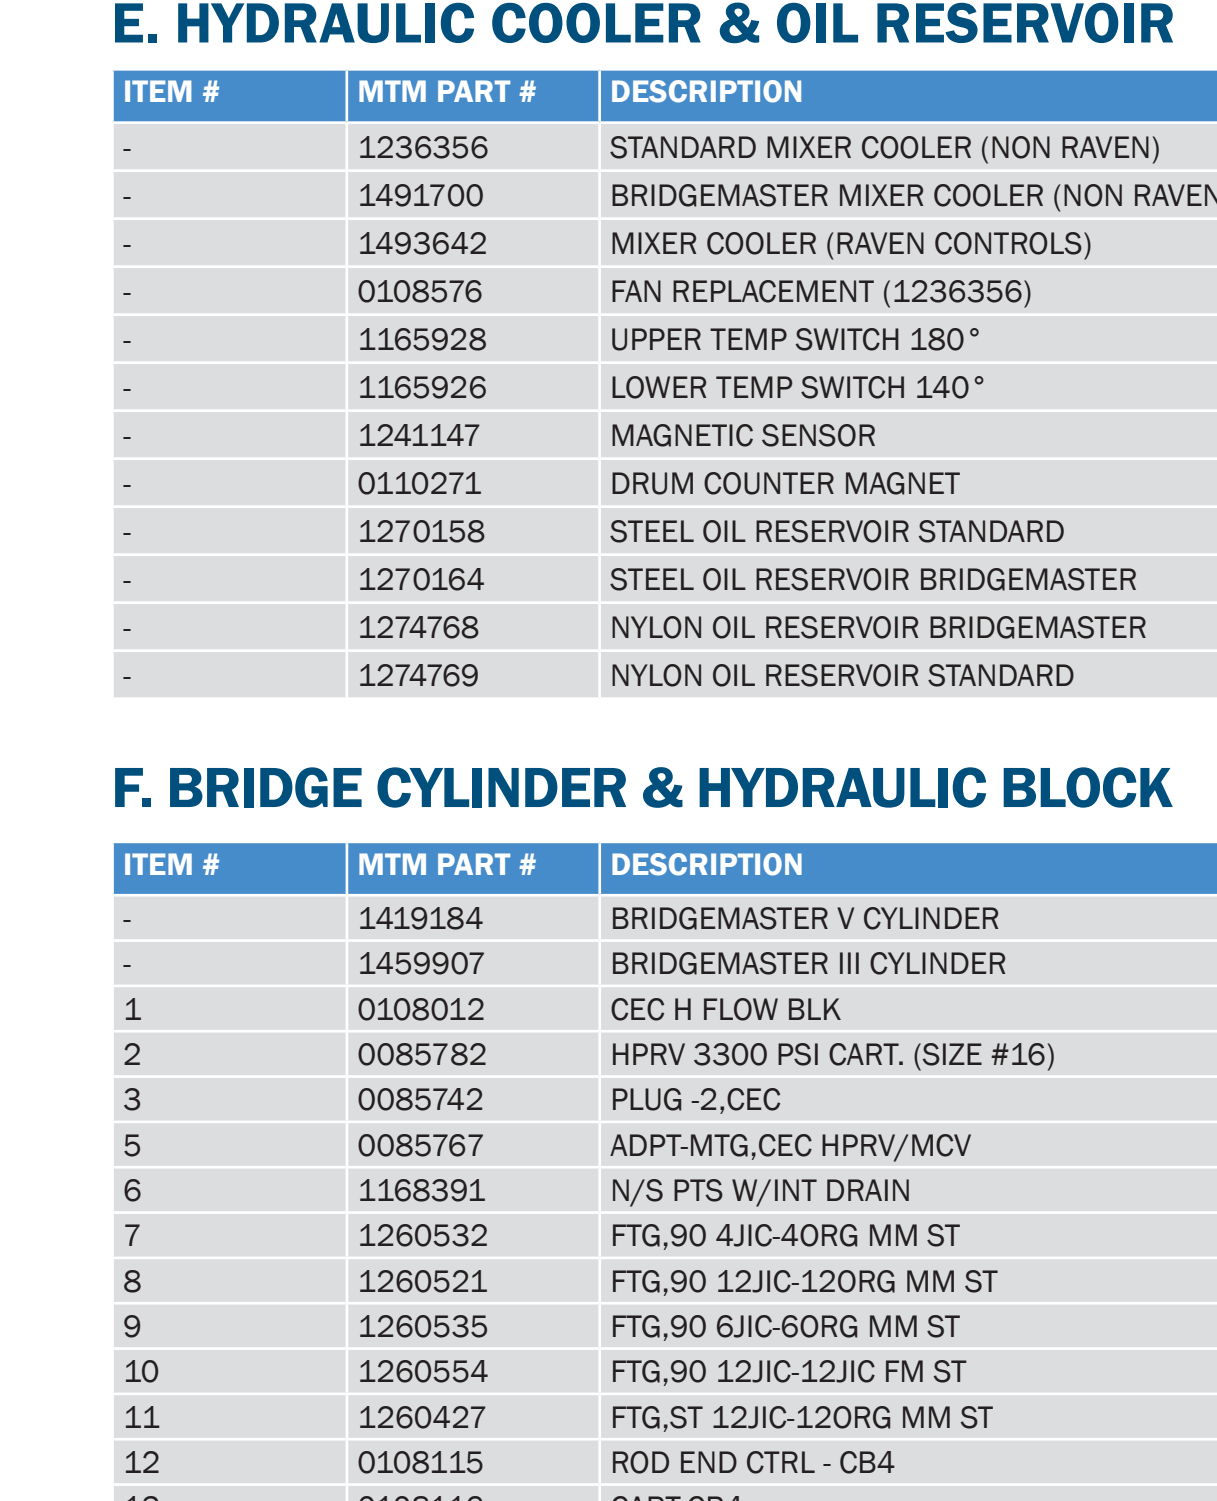 E. HYDRAULIC COOLER & OIL RESERVOIR
ITEM # MTM PART # DESCRIPTION
- 1236356 STANDARD MIXER COOLER (NON RAVEN)
- 1491700 BRIDGEMASTER MIXER COOLER (NON RAVEN
- 1493642 MIXER COOLER (RAVEN CONTROLS)
- 0108576 FAN REPLACEMENT (1236356)
- 1165928 UPPER TEMP SWITCH 180°
- 1165926 LOWER TEMP SWITCH 140°
- 1241147 MAGNETIC SENSOR
- 0110271 DRUM COUNTER MAGNET
- 1270158 STEEL OIL RESERVOIR STANDARD
- 1270164 STEEL OIL RESERVOIR BRIDGEMASTER
- 1274768 NYLON OIL RESERVOIR BRIDGEMASTER
- 1274769 NYLON OIL RESERVOIR STANDARD
F. BRIDGE CYLINDER & HYDRAULIC BLOCK
ITEM # MTM PART # DESCRIPTION
- 1419184 BRIDGEMASTER V CYLINDER
- 1459907 BRIDGEMASTER III CYLINDER
1 0108012 CEC H FLOW BLK
2 0085782 HPRV 3300 PSI CART. (SIZE #16)
3 0085742 PLUG -2,CEC
5 0085767 ADPT-MTG,CEC HPRV/MCV
6 1168391 N/S PTS W/INT DRAIN
7 1260532 FTG,90 4JIC-4ORG MM ST
8 1260521 FTG,90 12JIC-12ORG MM ST
9 1260535 FTG,90 6JIC-6ORG MM ST
10 1260554 FTG,90 12JIC-12JIC FM ST
11 1260427 FTG,ST 12JIC-12ORG MM ST
12 0108115 ROD END CTRL - CB4